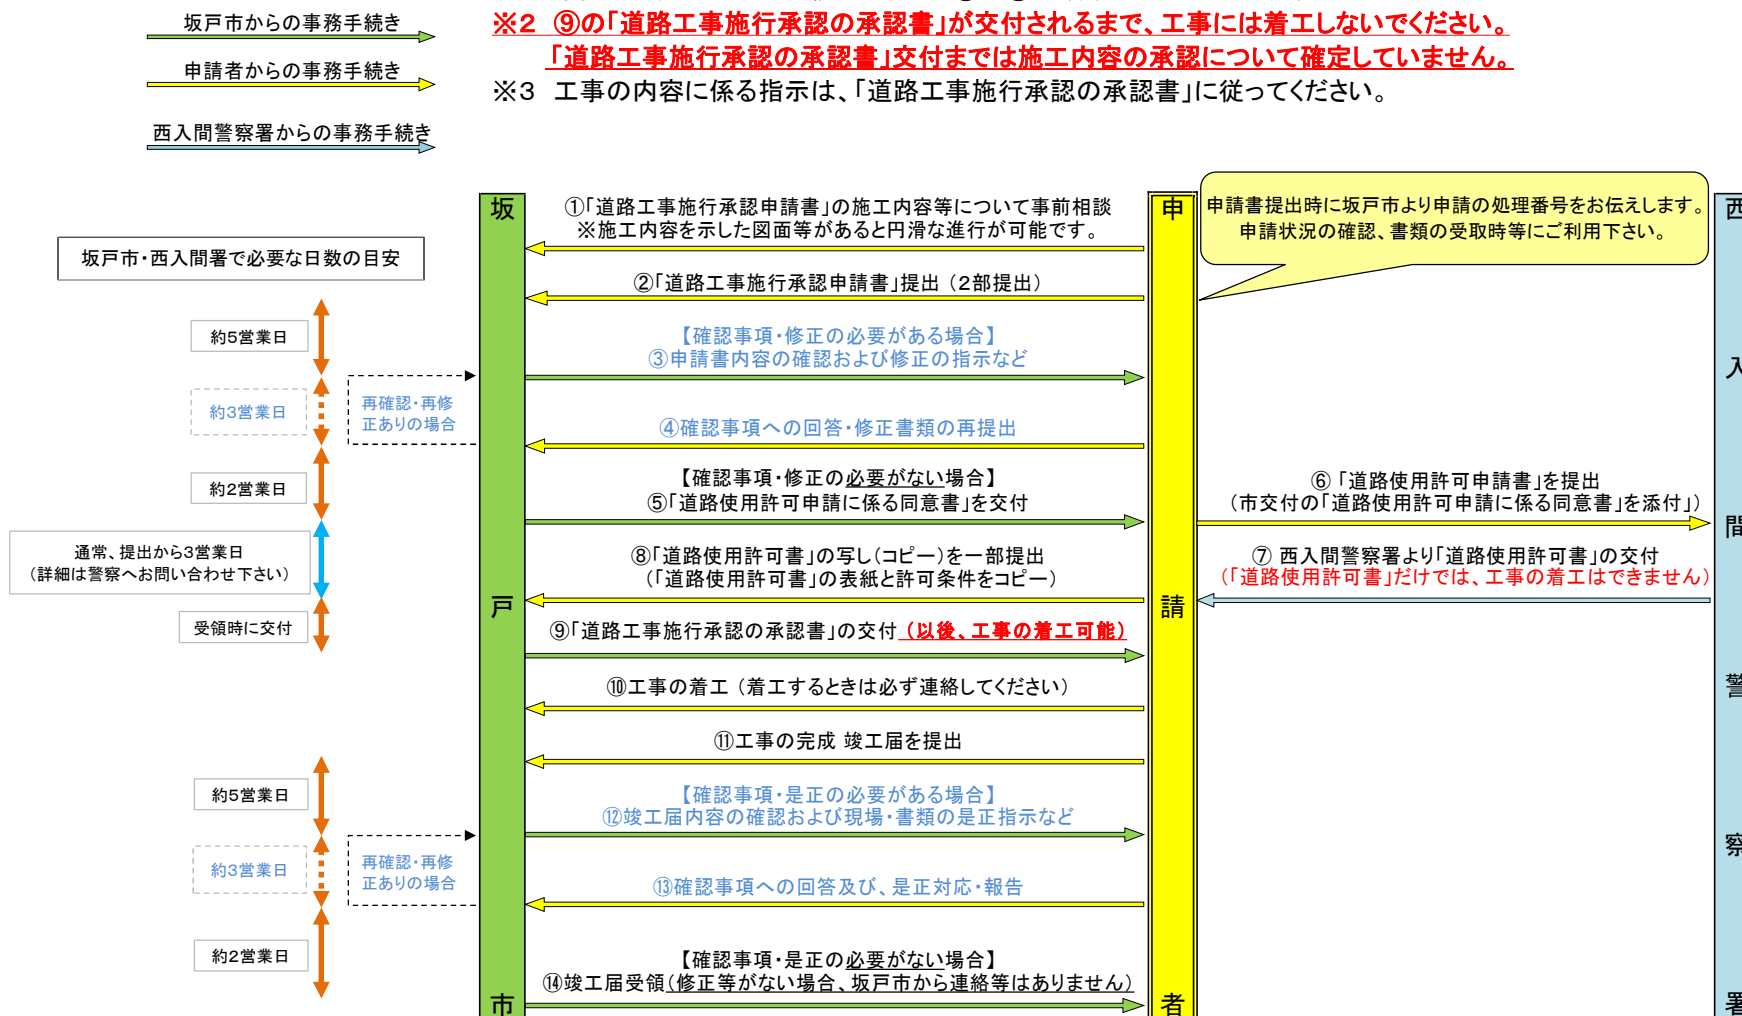 坂戸市からの事務手続き
申請者からの事務手続き
西入間警察署からの事務手続き
※2　⑨の「道路工事施行承認の承認書」が交付されるまで、工事には着工しないでください。
「道路工事施行承認の承認書」交付までは施工内容の承認について確定していません。
※3　工事の内容に係る指示は、「道路工事施行承認の承認書」に従ってください。
坂戸市・西入間署で必要な日数の目安
約5営業日
約3営業日
再確認・再修
正ありの場合
約2営業日
通常、提出から3営業日
（詳細は警察へお問い合わせ下さい）
受領時に交付
約5営業日
約3営業日
再確認・再修
正ありの場合
約2営業日
坂
戸
市
①「道路工事施行承認申請書」の施工内容等について事前相談
※施工内容を示した図面等があると円滑な進行が可能です。
②「道路工事施行承認申請書」提出（2部提出）
【確認事項・修正の必要がある場合】
③申請書内容の確認および修正の指示など
④確認事項への回答・修正書類の再提出
【確認事項・修正の必要がない場合】
⑤「道路使用許可申請に係る同意書」を交付
⑧「道路使用許可書」の写し（コピー）を一部提出
（「道路使用許可書」の表紙と許可条件をコピー）
⑨「道路工事施行承認の承認書」の交付（以後、工事の着工可能）
⑩工事の着工（着工するときは必ず連絡してください）
⑪工事の完成 竣工届を提出
【確認事項・是正の必要がある場合】
⑫竣工届内容の確認および現場・書類の是正指示など
⑬確認事項への回答及び、是正対応・報告
【確認事項・是正の必要がない場合】
⑭竣工届受領（修正等がない場合、坂戸市から連絡等はありません）
申
請
者
申請書提出時に坂戸市より申請の処理番号をお伝えします。
申請状況の確認、書類の受取時等にご利用下さい。
⑥「道路使用許可申請書」を提出
（市交付の「道路使用許可申請に係る同意書」を添付」）
⑦ 西入間警察署より「道路使用許可書」の交付
（「道路使用許可書」だけでは、工事の着工はできません）
西
入
間
警
察
署